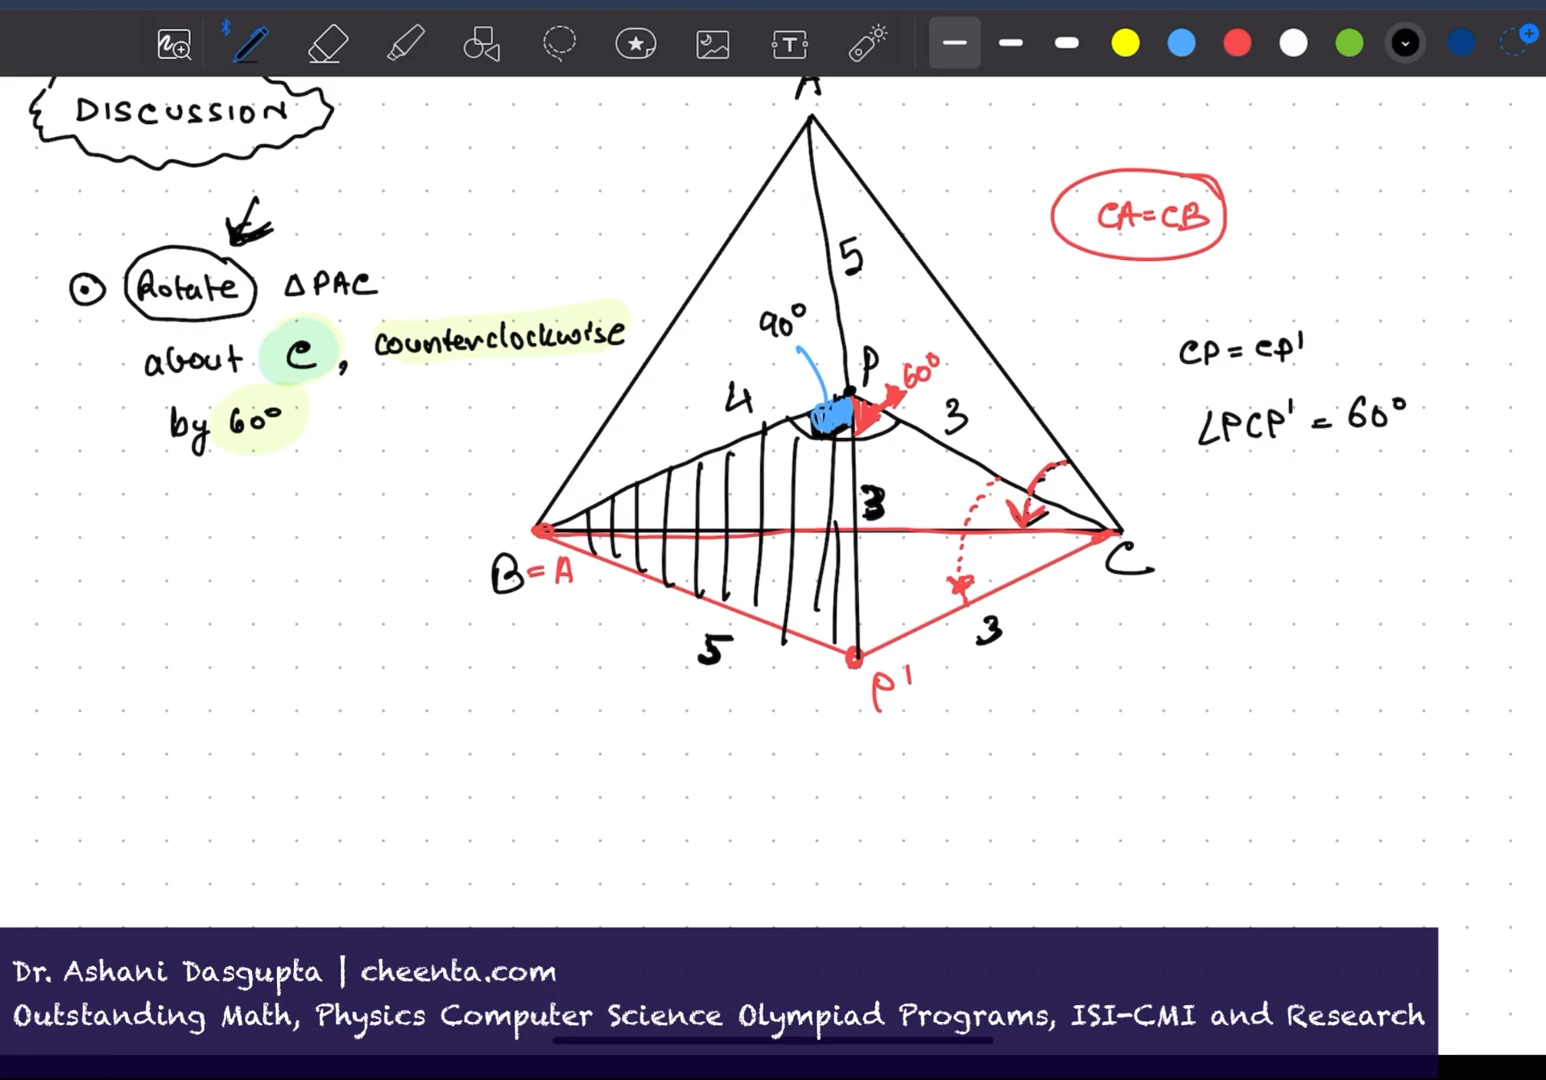 DISCUSSION
A
CA=CB
⊙ Rotate △PAC
about C, counterclockwise
by 60°
5
90°
P
60°
4
3
CP = CP'
∠PCP' = 60°
3
B = A
C
5
3
P'
Dr. Ashani Dasgupta | cheenta.com
Outstanding Math, Physics Computer Science Olympiad Programs, ISI-CMI and Research